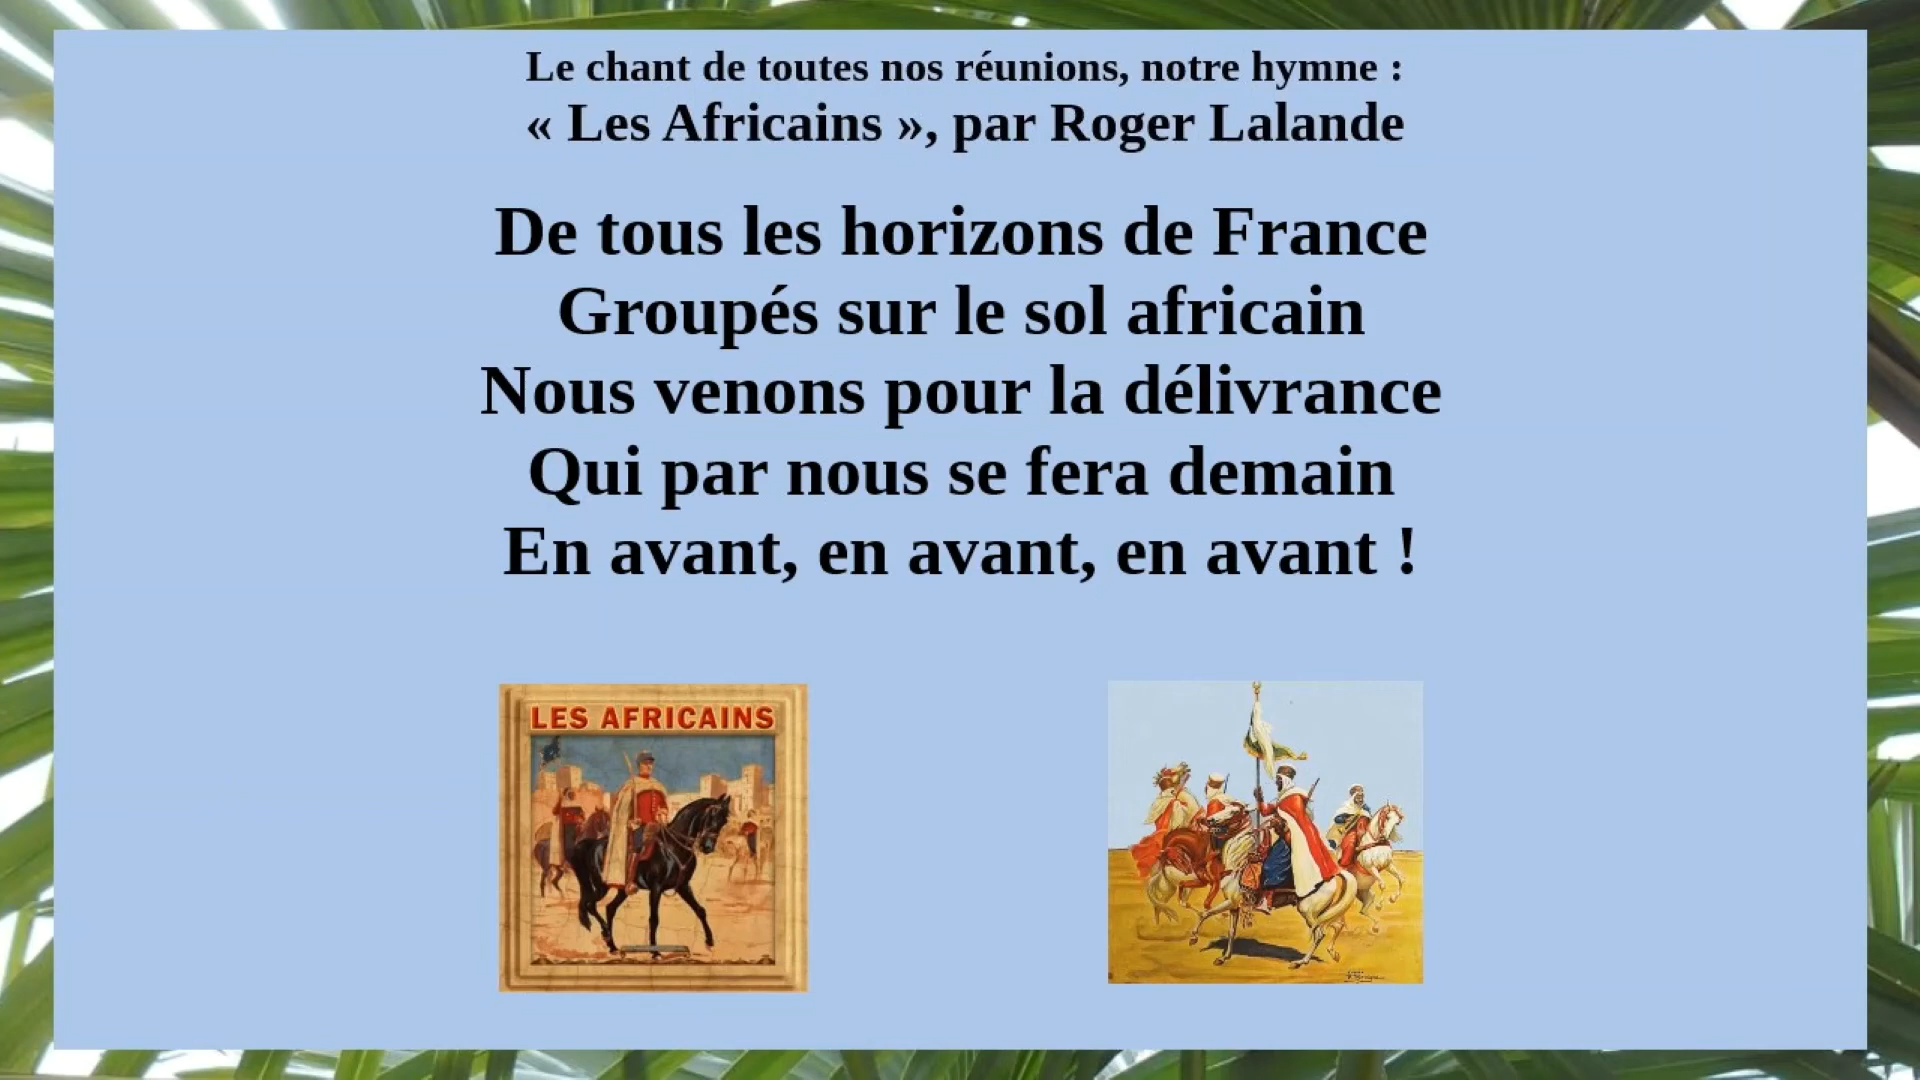 Le chant de toutes nos réunions, notre hymne :
« Les Africains », par Roger Lalande
De tous les horizons de France
Groupés sur le sol africain
Nous venons pour la délivrance
Qui par nous se fera demain
En avant, en avant, en avant !
LES AFRICAINS